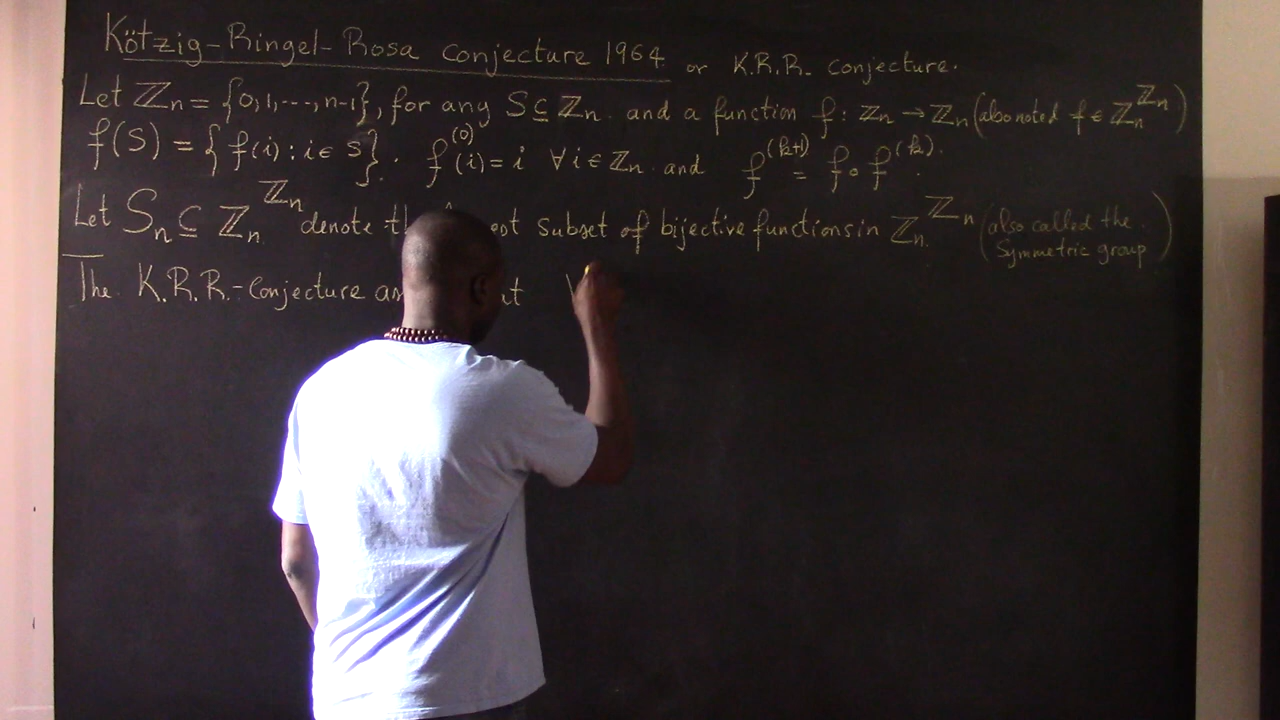 Kötzig-Ringel-Rosa Conjecture 1964 or K.R.R. conjecture.
Let ℤn = {0,1,---,n-1}, for any S ⊆ ℤn and a function f : ℤn → ℤn (also noted f ∈ ℤn^ℤn)
f(S) = { f(i) : i ∈ S }. f^(0)(i) = i ∀ i ∈ ℤn and f^(k+1) = f ∘ f^(k).
Let Sn ⊆ ℤn^ℤn denote subset of bijective functions in ℤn^ℤn (also called the Symmetric group)
The K.R.R.-Conjecture